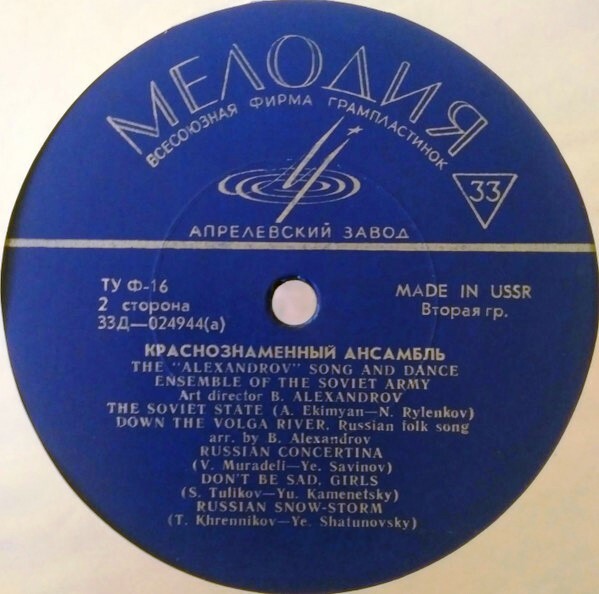 МЕЛОДИЯ
ВСЕСОЮЗНАЯ ФИРМА ГРАМПЛАСТИНОК
33
АПРЕЛЕВСКИЙ ЗАВОД
ТУ Ф-16
2 сторона
33Д—024944(а)
MADE IN USSR
Вторая гр.
КРАСНОЗНАМЕННЫЙ АНСАМБЛЬ
THE "ALEXANDROV" SONG AND DANCE
ENSEMBLE OF THE SOVIET ARMY
Art director B. ALEXANDROV
THE SOVIET STATE (A. Ekimyan—N. Rylenkov)
DOWN THE VOLGA RIVER. Russian folk song
arr. by B. Alexandrov
RUSSIAN CONCERTINA
(V. Muradeli—Ye. Savinov)
DON'T BE SAD, GIRLS
(S. Tulikov—Yu. Kamenetsky)
RUSSIAN SNOW-STORM
(T. Khrennikov—Ye. Shatunovsky)